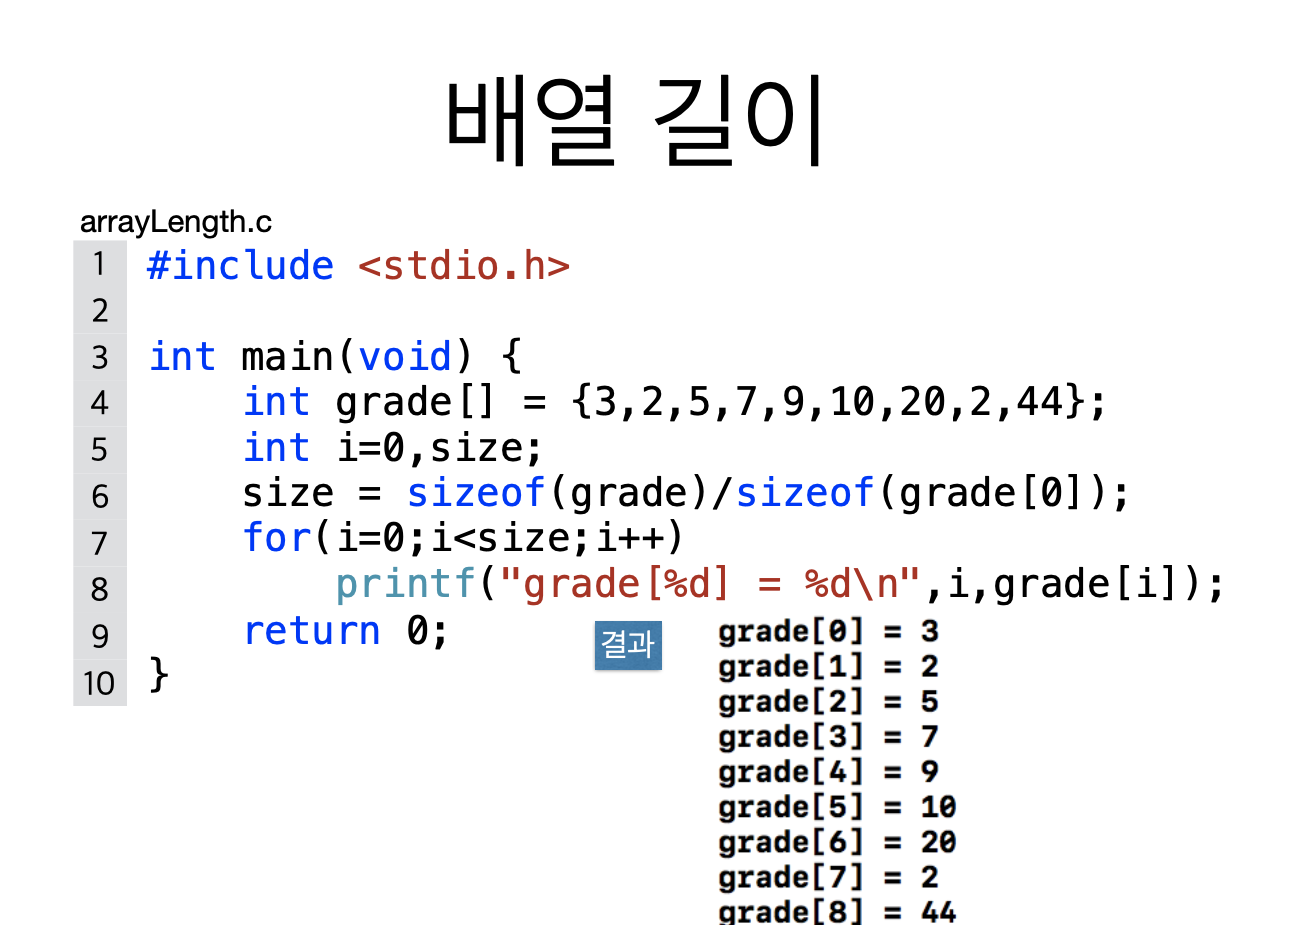 배열 길이
arrayLength.c
1 #include <stdio.h>
2
3 int main(void) {
4     int grade[] = {3,2,5,7,9,10,20,2,44};
5     int i=0,size;
6     size = sizeof(grade)/sizeof(grade[0]);
7     for(i=0;i<size;i++)
8         printf("grade[%d] = %d\n",i,grade[i]);
9     return 0;
10 }
결과
grade[0] = 3
grade[1] = 2
grade[2] = 5
grade[3] = 7
grade[4] = 9
grade[5] = 10
grade[6] = 20
grade[7] = 2
grade[8] = 44